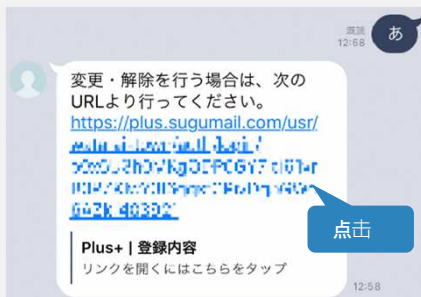 既読
12:58
あ
変更・解除を行う場合は、次の
URLより行ってください。
https://plus.sugumail.com/usr/
点击
Plus+ | 登録内容
リンクを開くにはこちらをタップ
12:58